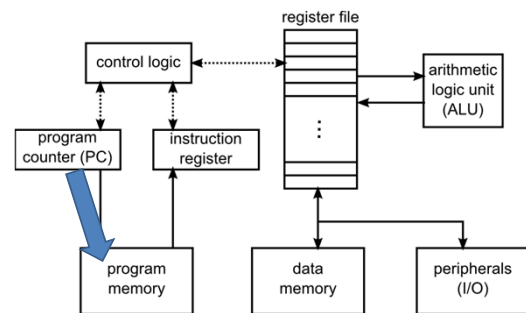 register file
control logic
arithmetic
logic unit
(ALU)
program
counter (PC)
instruction
register
program
memory
data
memory
peripherals
(I/O)